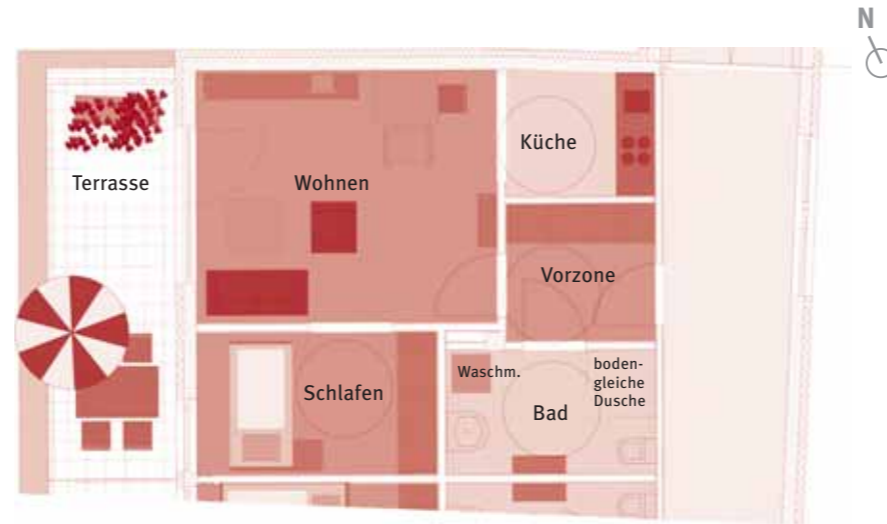 N
Küche
Terrasse
Wohnen
Vorzone
Waschm.
boden-
gleiche
Dusche
Schlafen
Bad